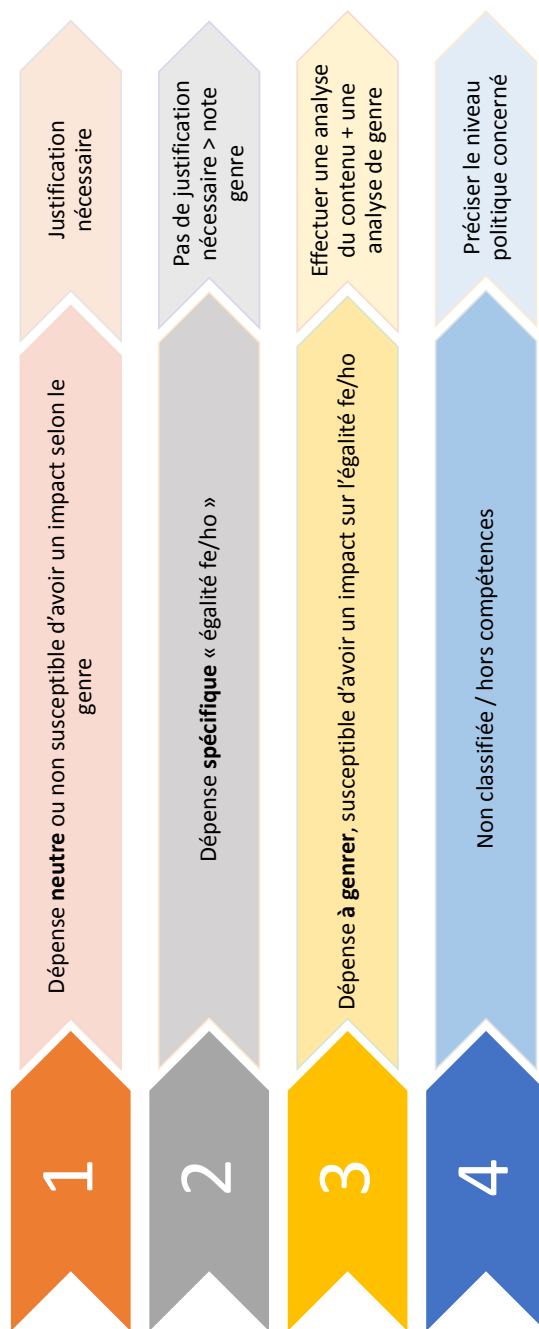 1
Dépense neutre ou non susceptible d'avoir un impact selon le
genre
Justification
nécessaire
2
Dépense spécifique « égalité fe/ho »
Pas de justification
nécessaire > note
genre
3
Dépense à genrer, susceptible d'avoir un impact sur l'égalité fe/ho
Effectuer une analyse
du contenu + une
analyse de genre
4
Non classifiée / hors compétences
Préciser le niveau
politique concerné